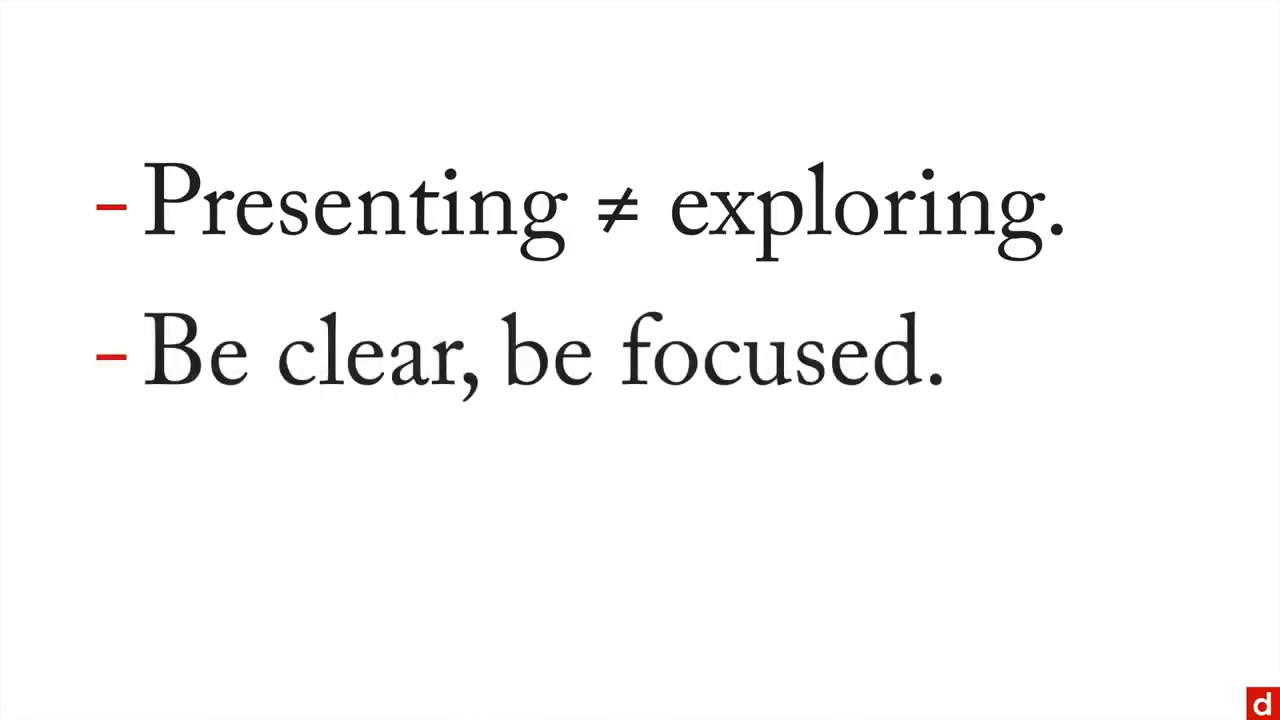 - Presenting ≠ exploring.
- Be clear, be focused.
d